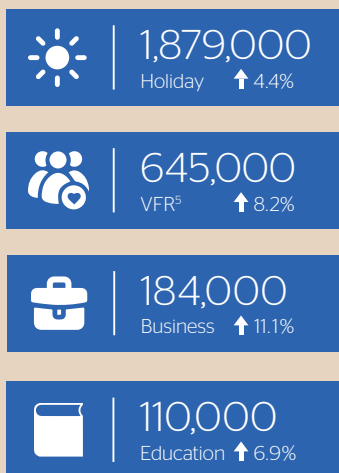 1,879,000
Holiday ⬆ 4.4%
645,000
VFR⁵ ⬆ 8.2%
184,000
Business ⬆ 11.1%
110,000
Education ⬆ 6.9%